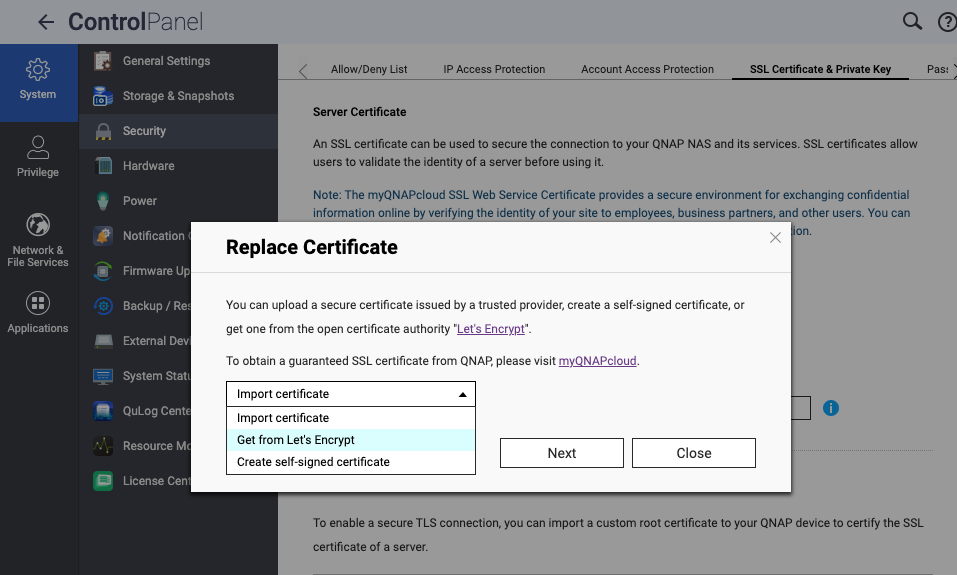 ControlPanel
System
Privilege
Network &
File Services
Applications
General Settings
Storage & Snapshots
Security
Hardware
Power
Notification
Firmware Up
Backup / Res
External Devi
System Statu
QuLog Cente
Resource Mo
License Cent
Allow/Deny List
IP Access Protection
Account Access Protection
SSL Certificate & Private Key
Pass
Server Certificate
An SSL certificate can be used to secure the connection to your QNAP NAS and its services. SSL certificates allow
users to validate the identity of a server before using it.
Note: The myQNAPcloud SSL Web Service Certificate provides a secure environment for exchanging confidential
information online by verifying the identity of your site to employees, business partners, and other users. You can
tion.
Replace Certificate
You can upload a secure certificate issued by a trusted provider, create a self-signed certificate, or
get one from the open certificate authority "Let's Encrypt".
To obtain a guaranteed SSL certificate from QNAP, please visit myQNAPcloud.
Import certificate
Import certificate
Get from Let's Encrypt
Create self-signed certificate
Next
Close
To enable a secure TLS connection, you can import a custom root certificate to your QNAP device to certify the SSL
certificate of a server.